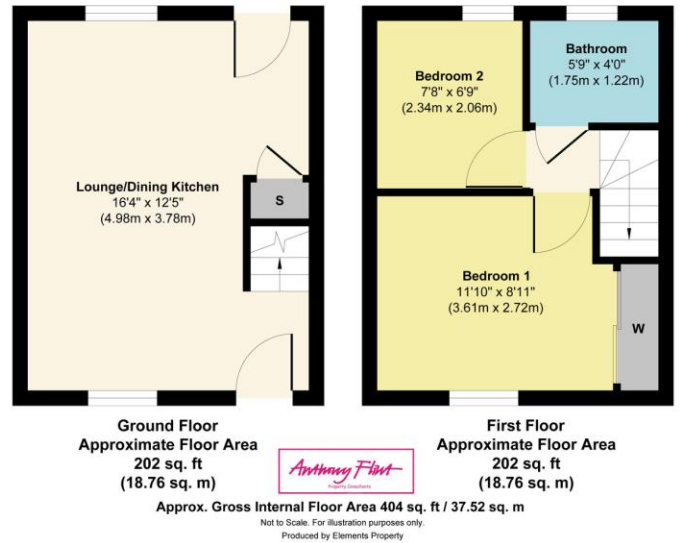 Lounge/Dining Kitchen
16'4" x 12'5"
(4.98m x 3.78m)
S
Ground Floor
Approximate Floor Area
202 sq. ft
(18.76 sq. m)
Bedroom 2
7'8" x 6'9"
(2.34m x 2.06m)
Bathroom
5'9" x 4'0"
(1.75m x 1.22m)
Bedroom 1
11'10" x 8'11"
(3.61m x 2.72m)
W
First Floor
Approximate Floor Area
202 sq. ft
(18.76 sq. m)
Anthony Flint
Property Consultants
Approx. Gross Internal Floor Area 404 sq. ft / 37.52 sq. m
Not to Scale. For illustration purposes only.
Produced by Elements Property